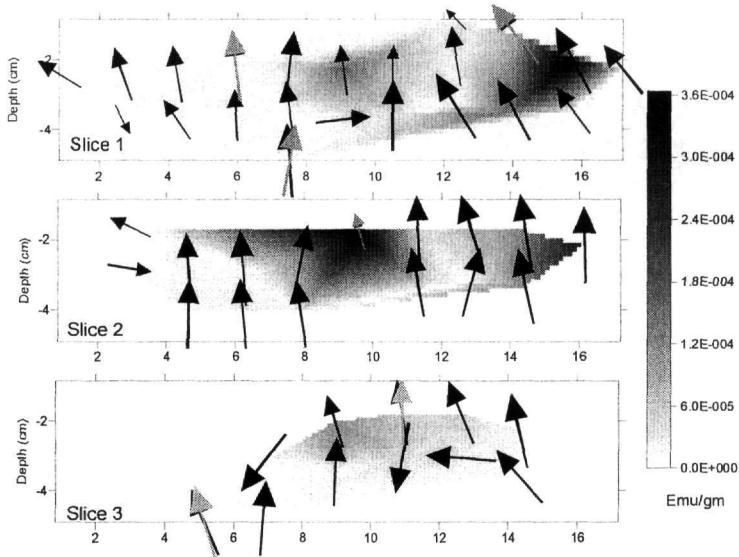 Depth (cm)
-2
-4
Slice 1
2 4 6 8 10 12 14 16
Depth (cm)
-2
-4
Slice 2
2 4 6 8 10 12 14 16
Depth (cm)
-2
-4
Slice 3
2 4 6 8 10 12 14 16
3.6E-004
3.0E-004
2.4E-004
1.8E-004
1.2E-004
6.0E-005
0.0E+000
Emu/gm